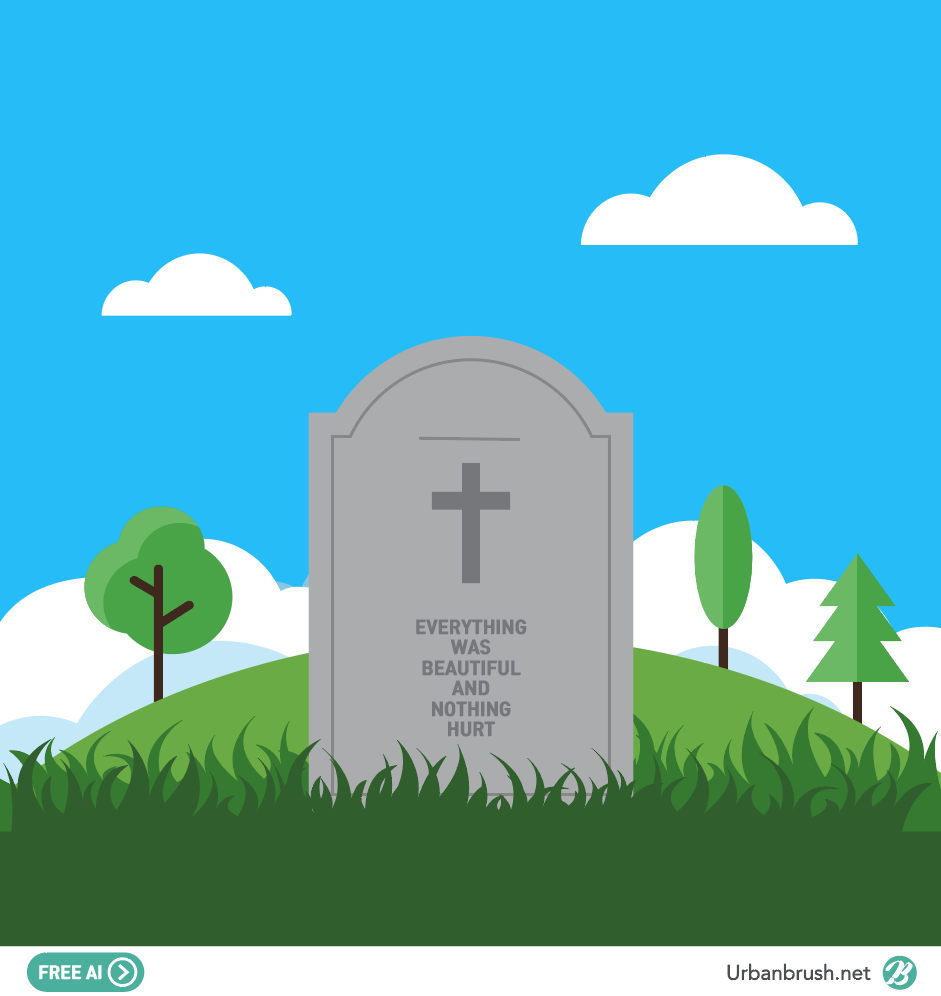 EVERYTHING
WAS
BEAUTIFUL
AND
NOTHING
HURT
FREE AI
Urbanbrush.net
B